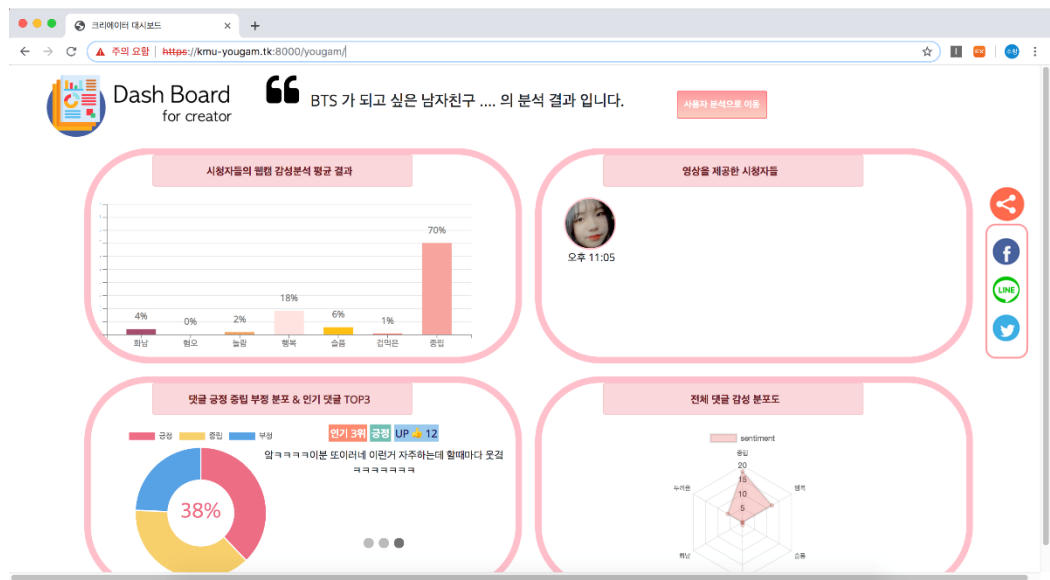 크리에이터 대시보드
주의 요함 | https://kmu-yougam.tk:8000/yougam/
Dash Board
for creator
BTS 가 되고 싶은 남자친구 .... 의 분석 결과 입니다.
사용자 분석으로 이동
시청자들의 웹캠 감성분석 평균 결과
4%
0%
2%
18%
6%
1%
70%
화남
혐오
놀람
행복
슬픔
겁먹은
중립
영상을 제공한 시청자들
오후 11:05
LINE
댓글 긍정 중립 부정 분포 & 인기 댓글 TOP3
긍정
중립
부정
38%
인기 3위 긍정 UP 👍 12
앜ㅋㅋㅋㅋ이분 또이러네 이런거 자주하는데 할때마다 웃겈
ㅋㅋㅋㅋㅋㅋㅋ
전체 댓글 감성 분포도
sentiment
중립
20
15
10
5
0
두려움
행복
화남
슬픔